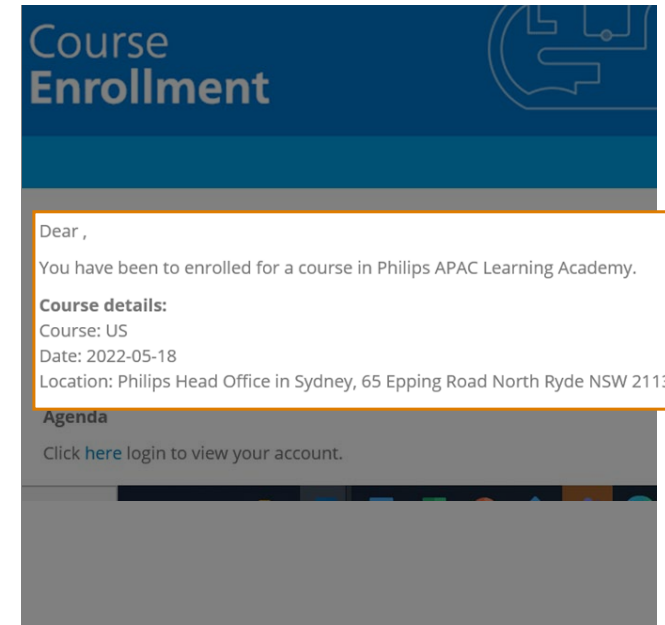 Course
Enrollment
Dear ,
You have been to enrolled for a course in Philips APAC Learning Academy.
Course details:
Course: US
Date: 2022-05-18
Location: Philips Head Office in Sydney, 65 Epping Road North Ryde NSW 2113
Agenda
Click here login to view your account.